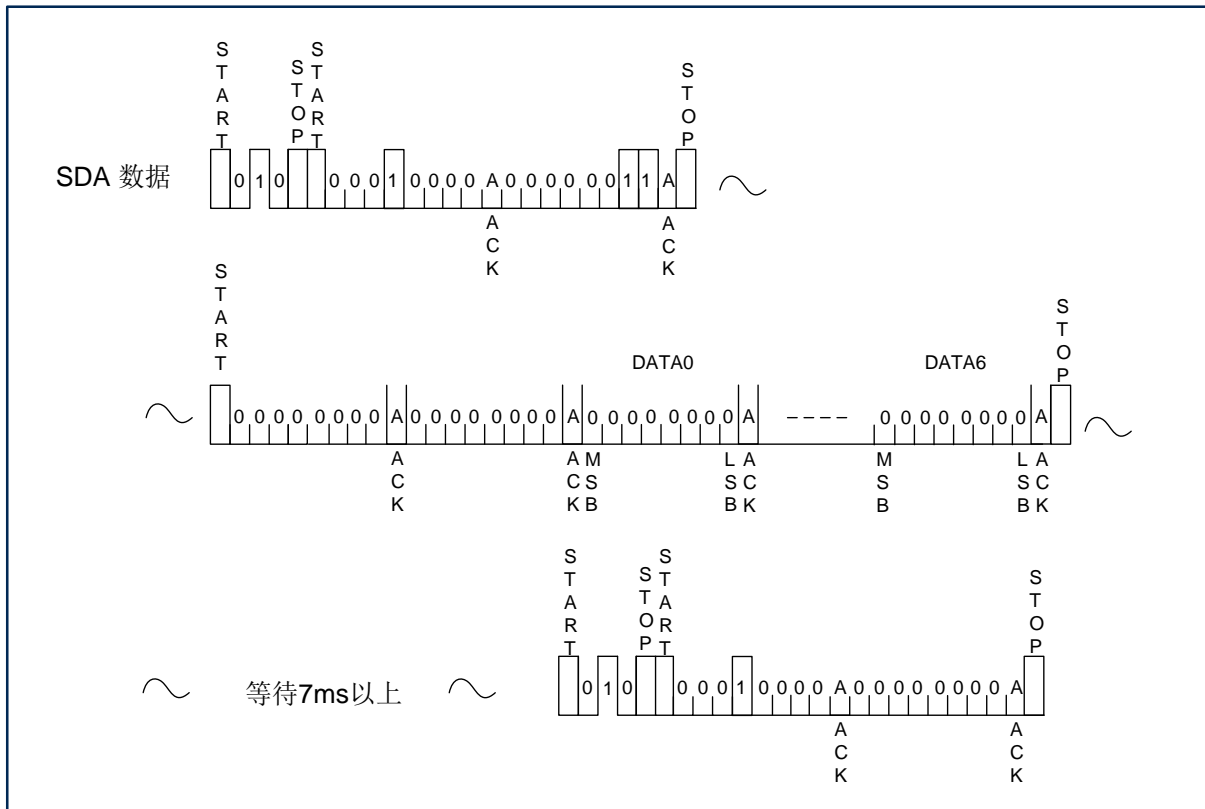 START STOP START STOP
SDA 数据 0 1 0 0 0 0 1 0 0 0 0 A 0 0 0 0 0 0 1 1 A
ACK ACK
START DATA0 DATA6 STOP
0 0 0 0 0 0 0 0 A 0 0 0 0 0 0 0 0 A 0 0 0 0 0 0 0 0 A ---- 0 0 0 0 0 0 0 0 A
ACK ACK MSB LSB ACK MSB LSB ACK
START STOP START STOP
等待7ms以上 0 1 0 0 0 0 1 0 0 0 0 A 0 0 0 0 0 0 0 0 A
ACK ACK